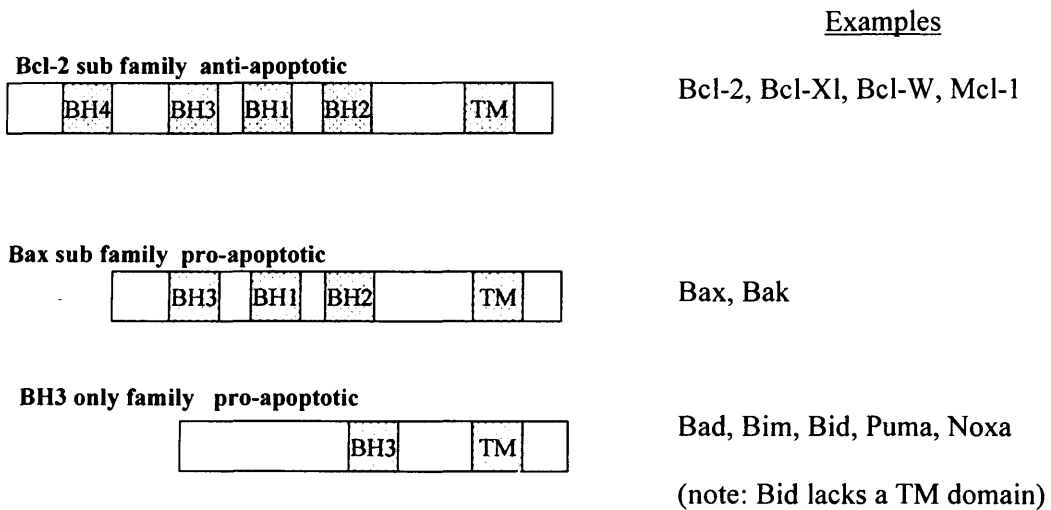 Examples
Bcl-2 sub family anti-apoptotic
BH4 BH3 BH1 BH2 TM
Bcl-2, Bcl-Xl, Bcl-W, Mcl-1
Bax sub family pro-apoptotic
BH3 BH1 BH2 TM
Bax, Bak
BH3 only family pro-apoptotic
BH3 TM
Bad, Bim, Bid, Puma, Noxa
(note: Bid lacks a TM domain)